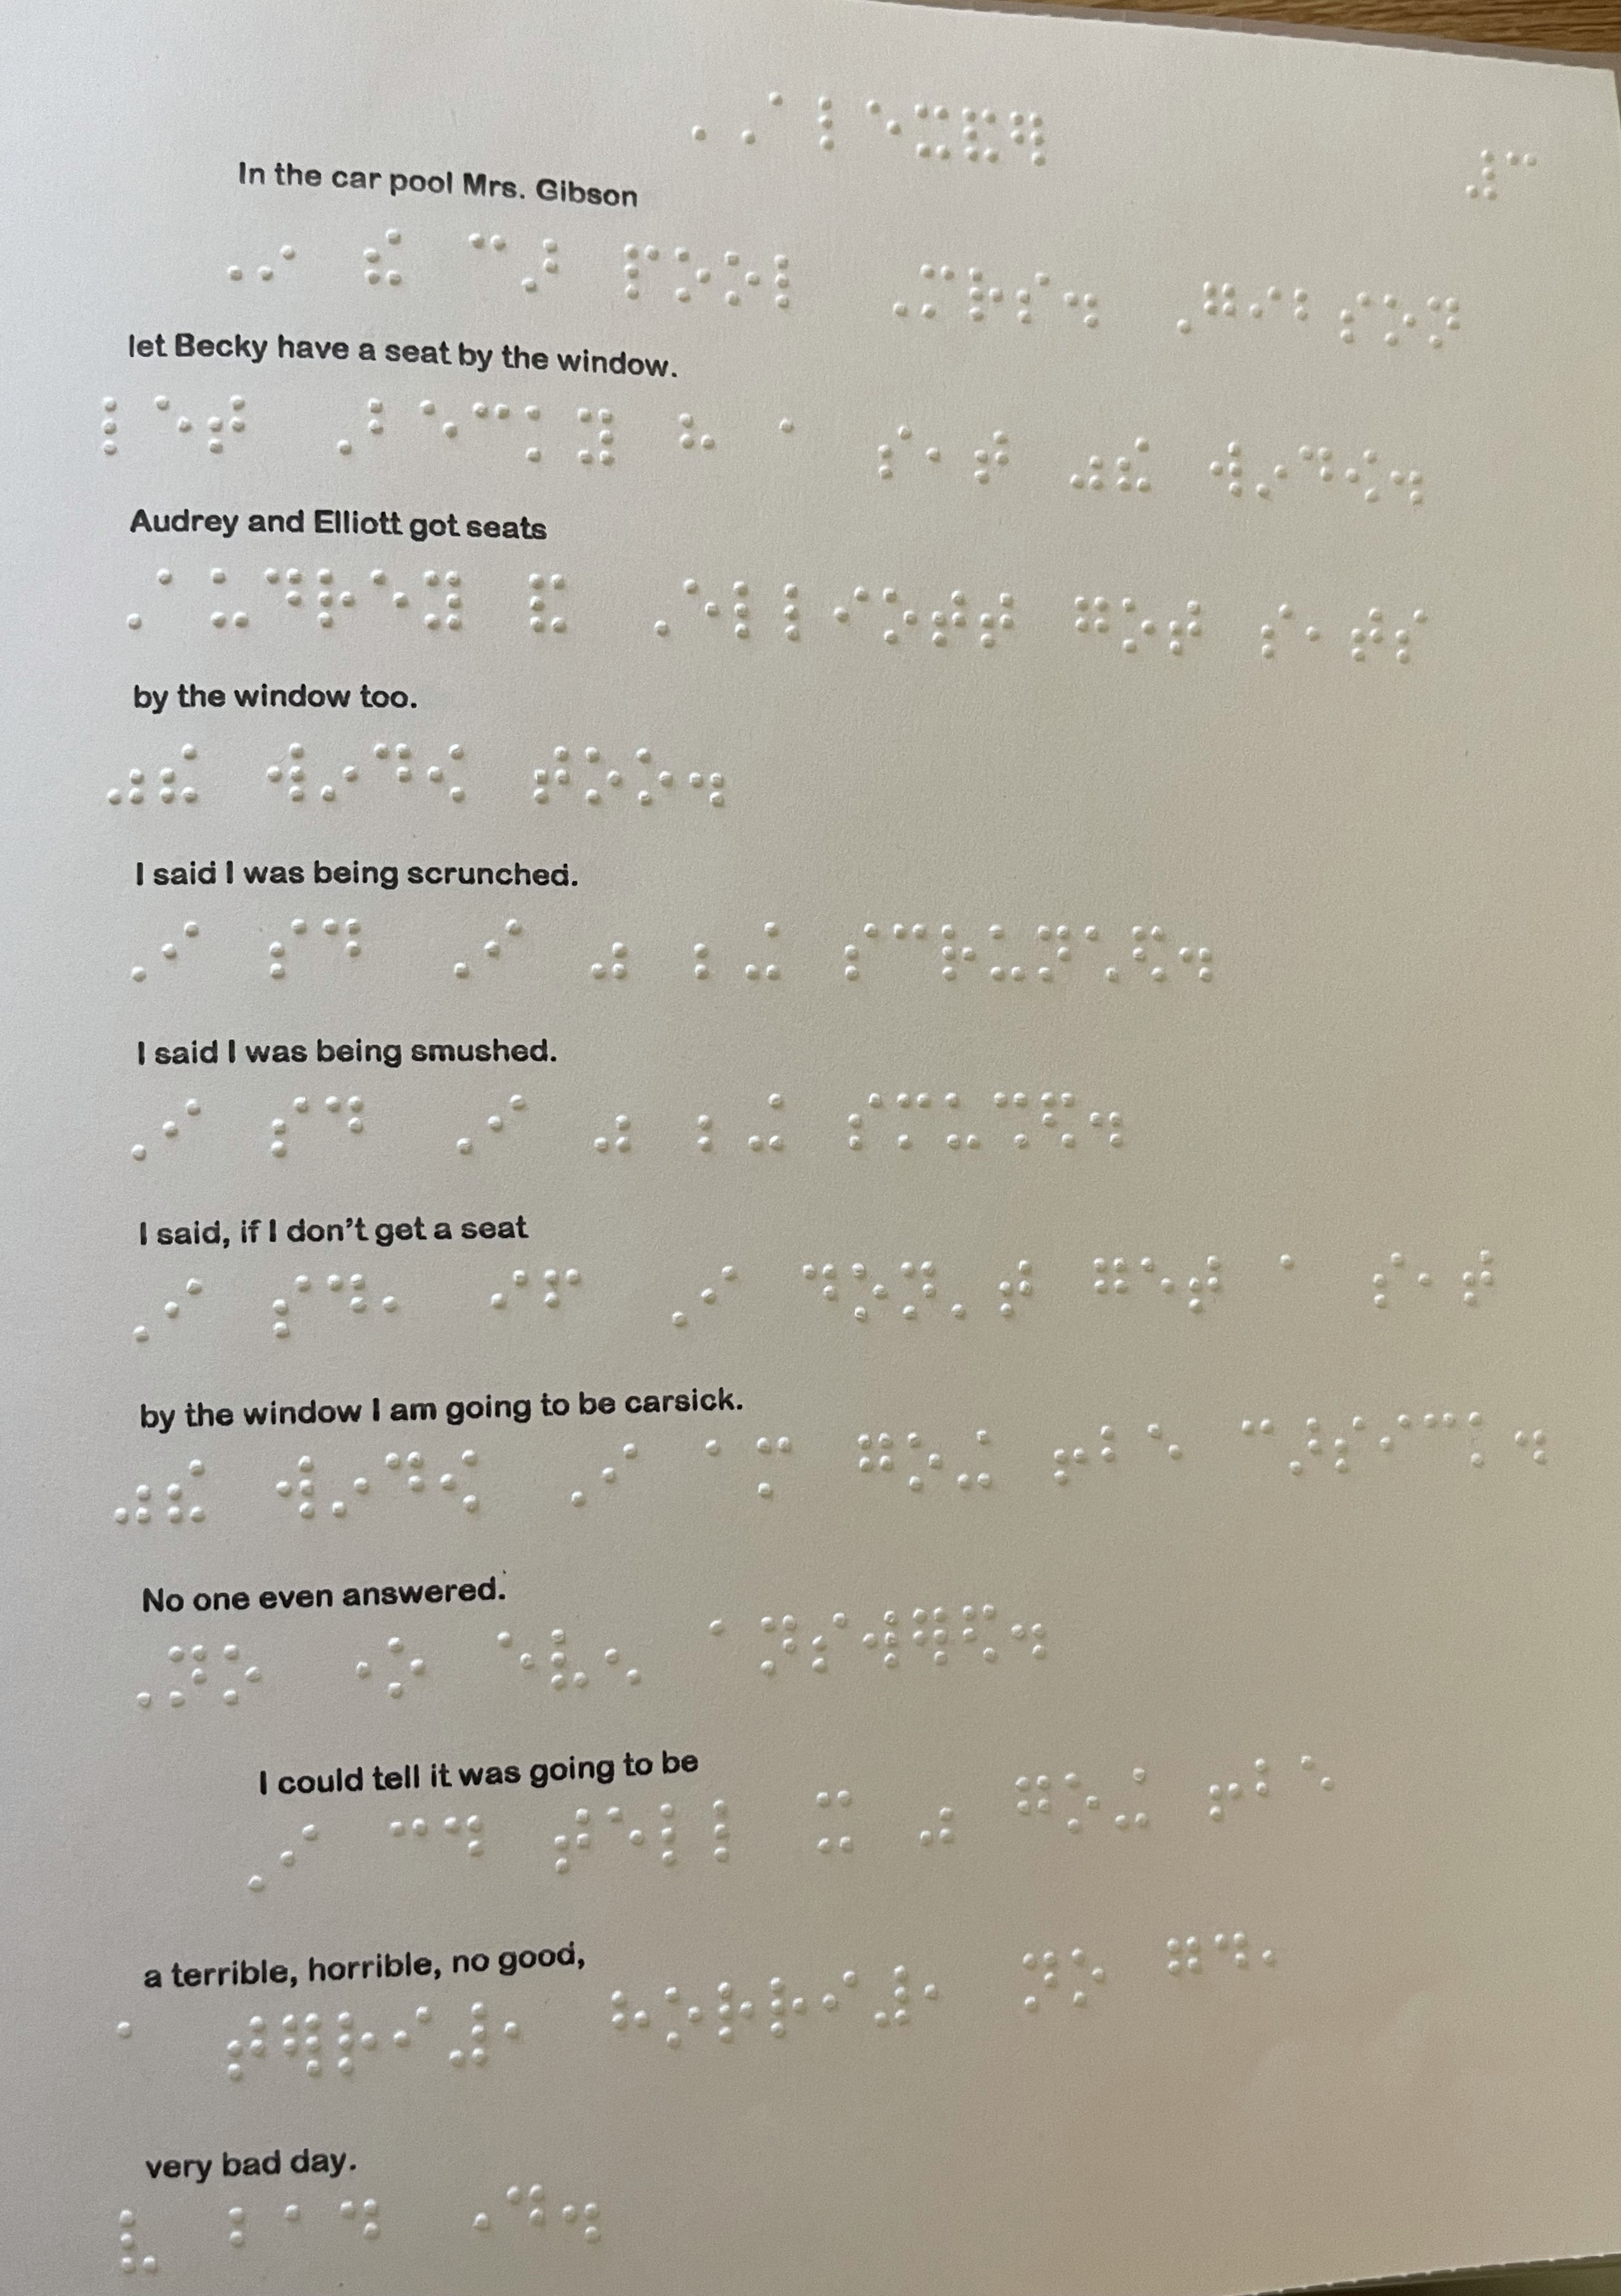 ⠠⠠⠁⠇⠑⠭⠯⠻ ⠼⠉
In the car pool Mrs. Gibson
⠠⠔ ⠮ ⠉⠜ ⠏⠕⠕⠇ ⠠⠍⠗⠎⠲ ⠠⠛⠊⠃⠎⠕⠝
let Becky have a seat by the window.
⠇⠑⠞ ⠠⠃⠑⠉⠅⠽ ⠓ ⠁ ⠎⠂⠞ ⠴⠮ ⠺⠔⠙⠪⠲
Audrey and Elliott got seats
⠠⠁⠥⠙⠗⠑⠽ ⠯ ⠠⠑⠇⠇⠊⠕⠞⠞ ⠛⠕⠞ ⠎⠂⠞⠎
by the window too.
⠴⠮ ⠺⠔⠙⠪ ⠞⠕⠕⠲
I said I was being scrunched.
⠠⠊ ⠎⠙ ⠠⠊ ⠴ ⠆⠬ ⠎⠉⠗⠥⠝⠡⠫⠲
I said I was being smushed.
⠠⠊ ⠎⠙ ⠠⠊ ⠴ ⠆⠬ ⠎⠍⠥⠩⠫⠲
I said, if I don’t get a seat
⠠⠊ ⠎⠙⠂ ⠊⠋ ⠠⠊ ⠙⠕⠝⠄⠞ ⠛⠑⠞ ⠁ ⠎⠂⠞
by the window I am going to be carsick.
⠴⠮ ⠺⠔⠙⠪ ⠠⠊ ⠁⠍ ⠛⠕⠬ ⠖⠃⠑ ⠉⠜⠎⠊⠉⠅⠲
No one even answered.
⠠⠝⠕ ⠐⠕ ⠑⠧⠢ ⠁⠝⠎⠺⠻⠫⠲
I could tell it was going to be
⠠⠊ ⠉⠙ ⠞⠑⠇⠇ ⠭ ⠴ ⠛⠕⠬ ⠖⠃⠑
a terrible, horrible, no good,
⠁ ⠞⠻⠗⠊⠼⠂ ⠓⠕⠗⠗⠊⠼⠂ ⠝⠕ ⠛⠙⠂
very bad day.
⠧ ⠃⠁⠙ ⠐⠙⠲